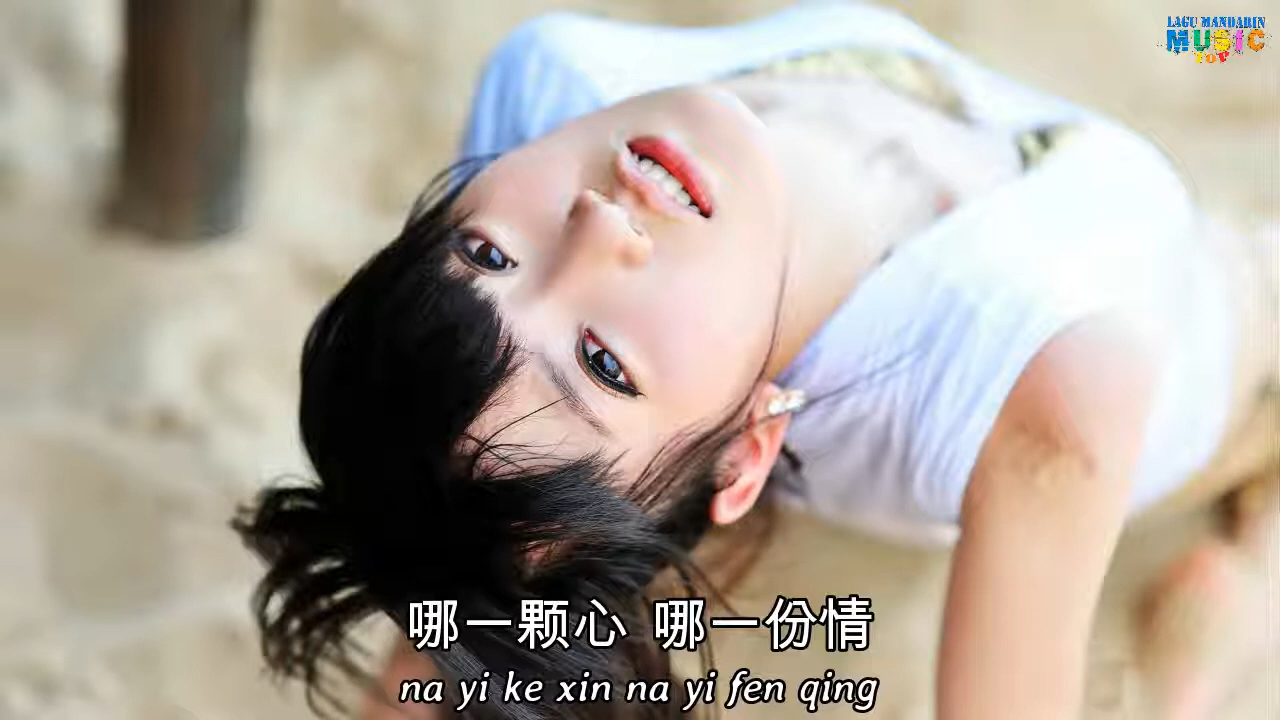 LAGU MANDARIN
MUSIC
TOP
哪一颗心 哪一份情
na yi ke xin na yi fen qing